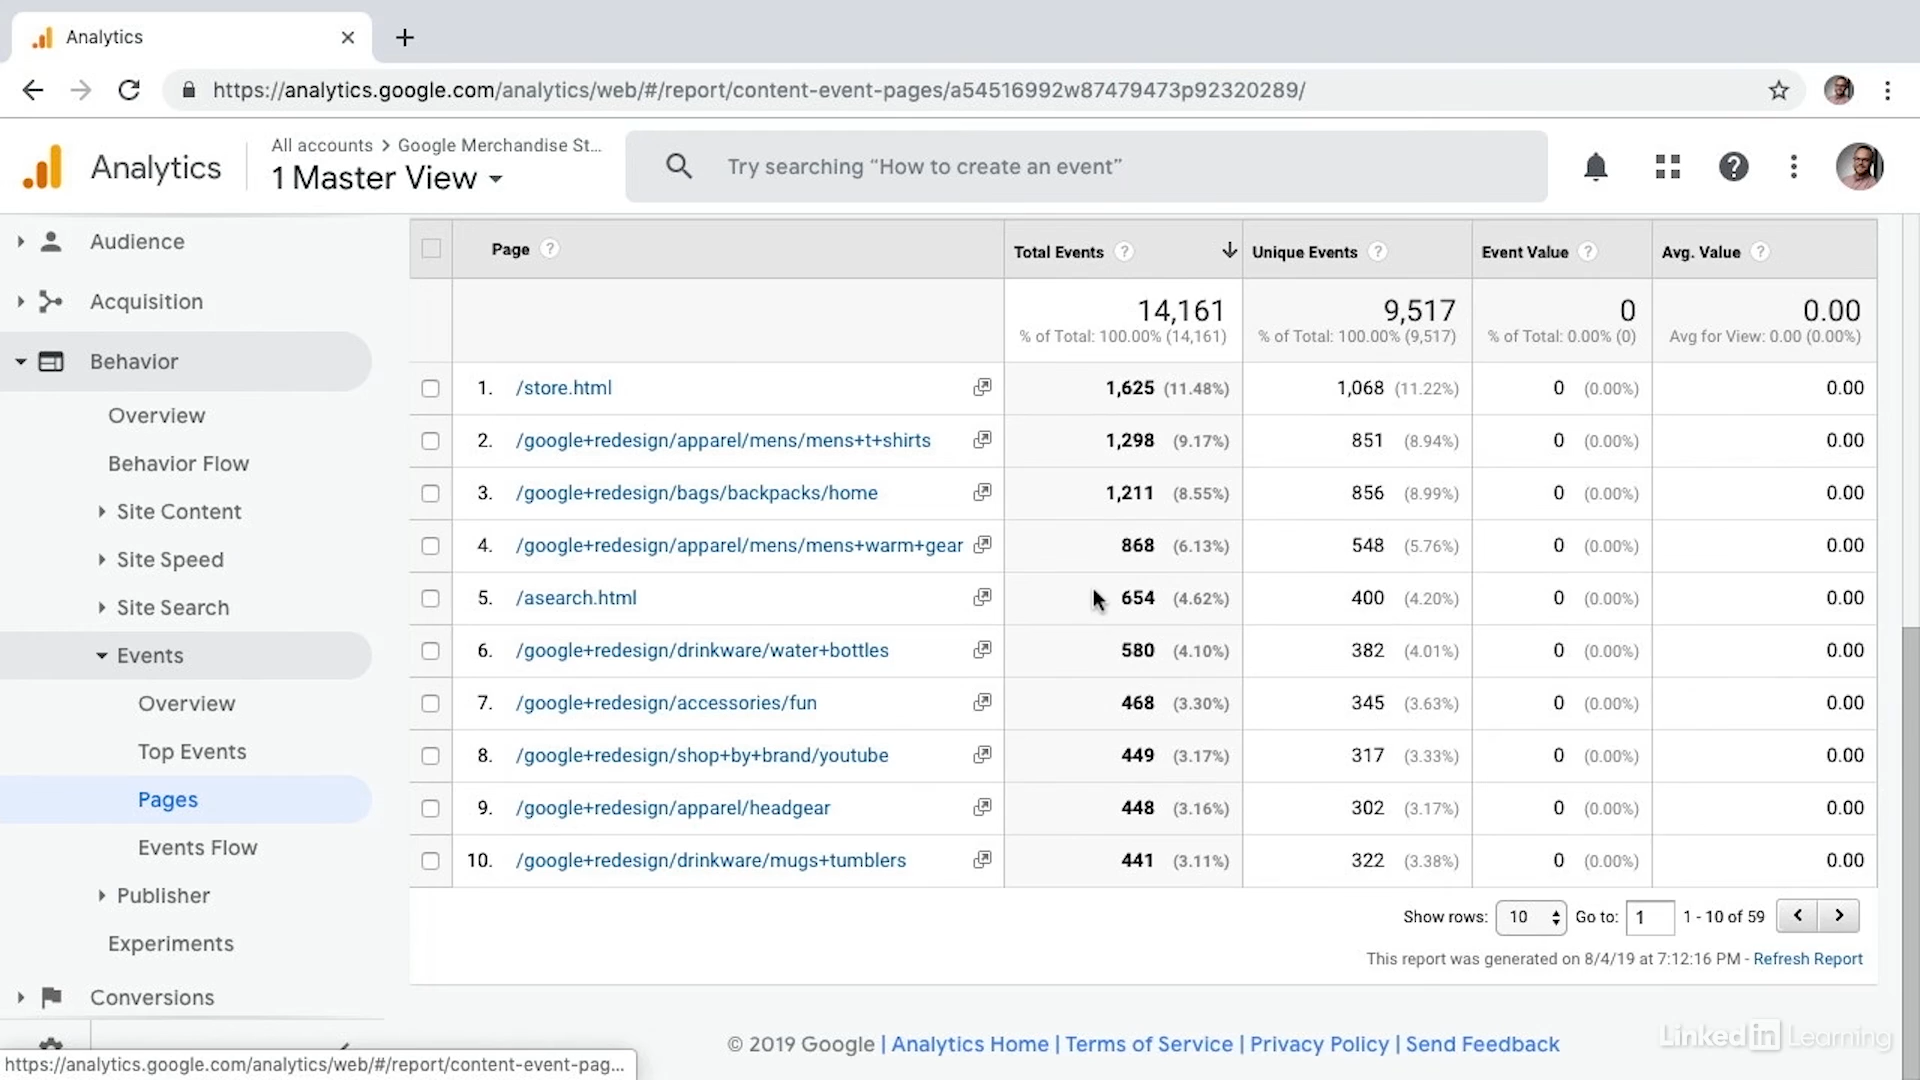 Analytics
https://analytics.google.com/analytics/web/#/report/content-event-pages/a54516992w87479473p92320289/
Analytics
All accounts > Google Merchandise St...
1 Master View
Try searching “How to create an event”
Audience
Acquisition
Behavior
Overview
Behavior Flow
Site Content
Site Speed
Site Search
Events
Overview
Top Events
Pages
Events Flow
Publisher
Experiments
Conversions
Page ? Total Events ? Unique Events ? Event Value ? Avg. Value ?
14,161 9,517 0 0.00
% of Total: 100.00% (14,161) % of Total: 100.00% (9,517) % of Total: 0.00% (0) Avg for View: 0.00 (0.00%)
1. /store.html 1,625 (11.48%) 1,068 (11.22%) 0 (0.00%) 0.00
2. /google+redesign/apparel/mens/mens+t+shirts 1,298 (9.17%) 851 (8.94%) 0 (0.00%) 0.00
3. /google+redesign/bags/backpacks/home 1,211 (8.55%) 856 (8.99%) 0 (0.00%) 0.00
4. /google+redesign/apparel/mens/mens+warm+gear 868 (6.13%) 548 (5.76%) 0 (0.00%) 0.00
5. /asearch.html 654 (4.62%) 400 (4.20%) 0 (0.00%) 0.00
6. /google+redesign/drinkware/water+bottles 580 (4.10%) 382 (4.01%) 0 (0.00%) 0.00
7. /google+redesign/accessories/fun 468 (3.30%) 345 (3.63%) 0 (0.00%) 0.00
8. /google+redesign/shop+by+brand/youtube 449 (3.17%) 317 (3.33%) 0 (0.00%) 0.00
9. /google+redesign/apparel/headgear 448 (3.16%) 302 (3.17%) 0 (0.00%) 0.00
10. /google+redesign/drinkware/mugs+tumblers 441 (3.11%) 322 (3.38%) 0 (0.00%) 0.00
Show rows: 10 Go to: 1 1 - 10 of 59
This report was generated on 8/4/19 at 7:12:16 PM - Refresh Report
© 2019 Google | Analytics Home | Terms of Service | Privacy Policy | Send Feedback
LinkedIn Learning
https://analytics.google.com/analytics/web/#/report/content-event-pag...